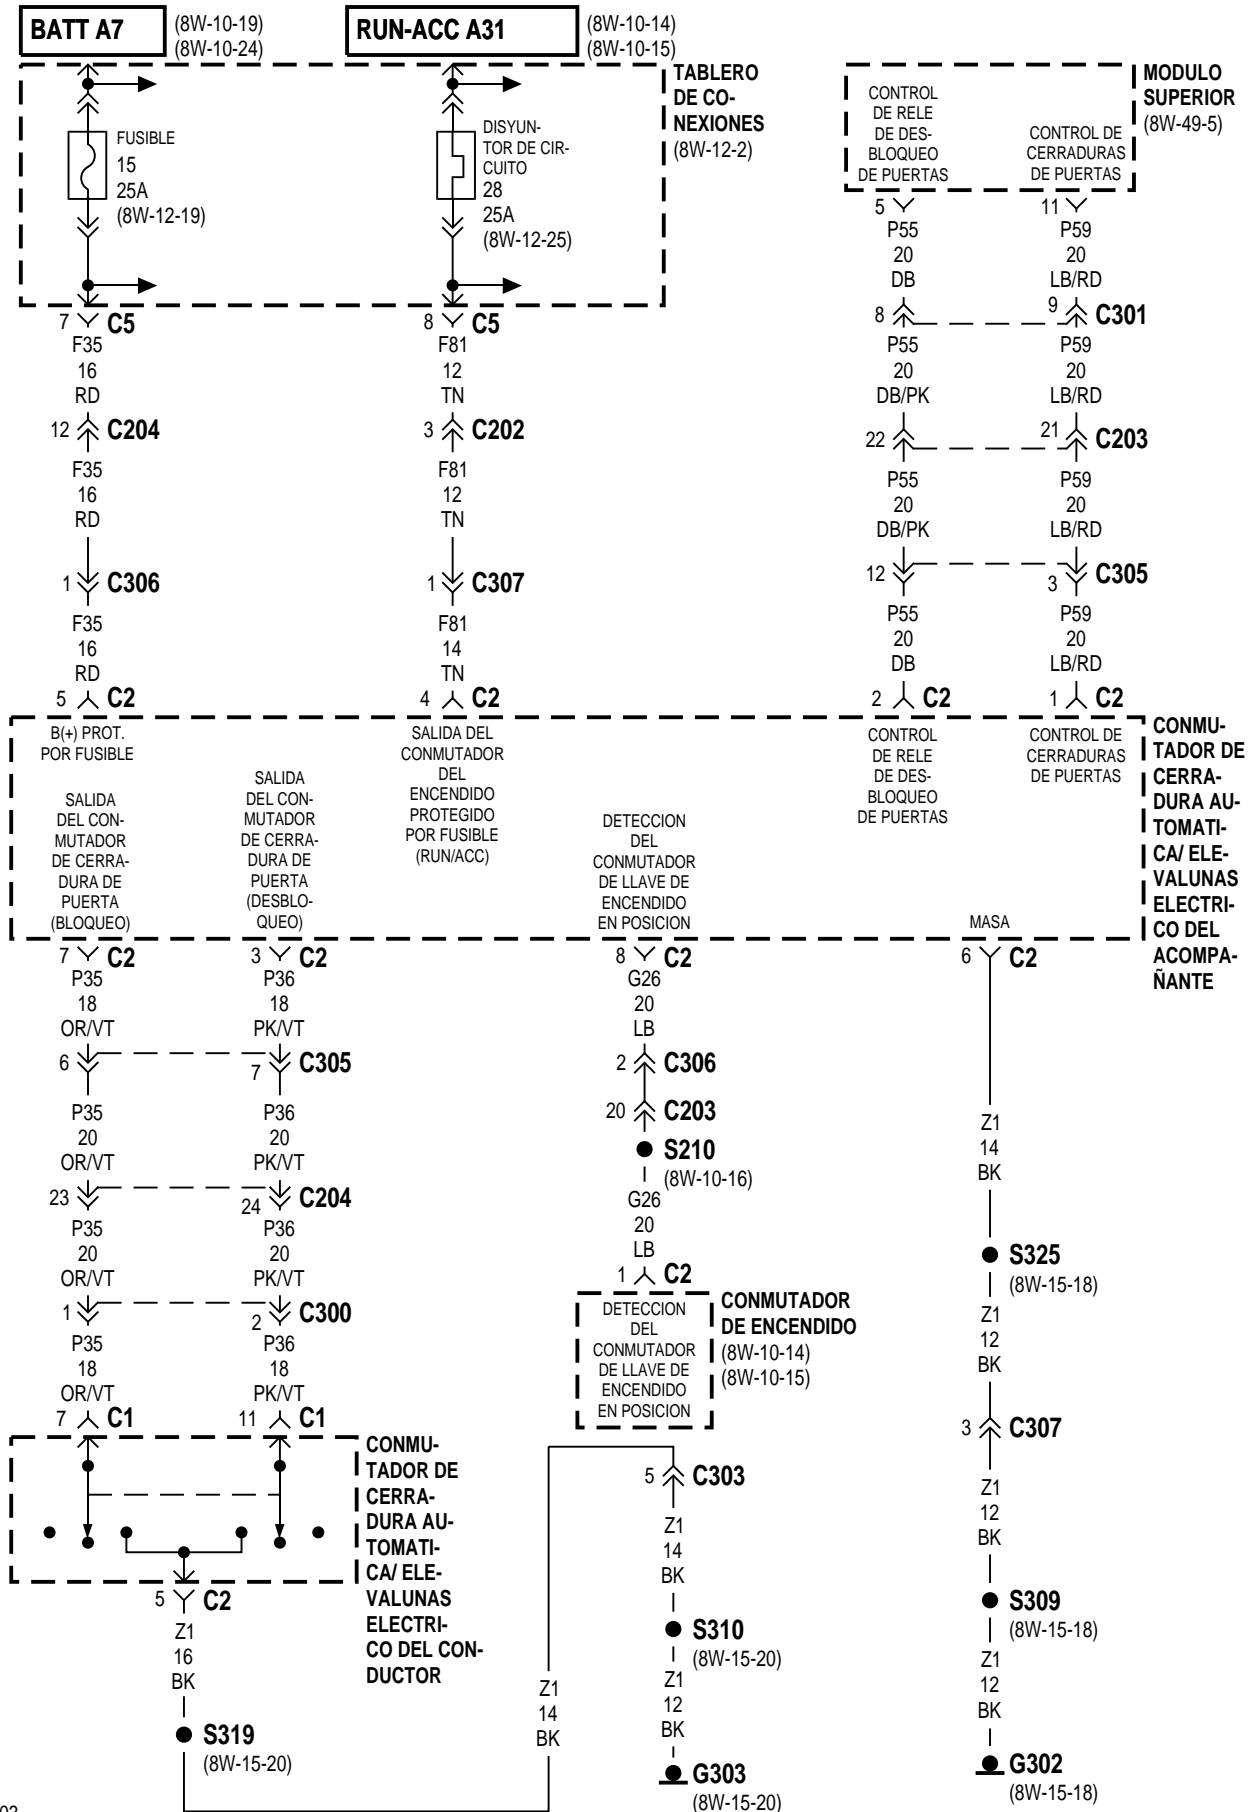 BATT A7
(8W-10-19)
(8W-10-24)
RUN-ACC A31
(8W-10-14)
(8W-10-15)
TABLERO
DE CO-
NEXIONES
(8W-12-2)
MODULO
SUPERIOR
(8W-49-5)
FUSIBLE
15
25A
(8W-12-19)
DISYUN-
TOR DE CIR-
CUITO
28
25A
(8W-12-25)
CONTROL
DE RELE
DE DES-
BLOQUEO
DE PUERTAS
CONTROL DE
CERRADURAS
DE PUERTAS
7 C5
F35
16
RD
12 C204
F35
16
RD
1 C306
F35
16
RD
5 C2
8 C5
F81
12
TN
3 C202
F81
12
TN
1 C307
F81
14
TN
4 C2
5
P55
20
DB
8
P55
20
DB/PK
22
P55
20
DB/PK
12
P55
20
DB
2 C2
11
P59
20
LB/RD
9 C301
P59
20
LB/RD
21 C203
P59
20
LB/RD
3 C305
P59
20
LB/RD
1 C2
B(+) PROT.
POR FUSIBLE
SALIDA DEL
CONMUTADOR
DEL
ENCENDIDO
PROTEGIDO
POR FUSIBLE
(RUN/ACC)
CONTROL
DE RELE
DE DES-
BLOQUEO
DE PUERTAS
CONTROL DE
CERRADURAS
DE PUERTAS
CONMU-
TADOR DE
CERRA-
DURA AU-
TOMATI-
CA/ ELE-
VALUNAS
ELECTRI-
CO DEL
ACOMPA-
ÑANTE
SALIDA
DEL CON-
MUTADOR
DE CERRA-
DURA DE
PUERTA
(BLOQUEO)
SALIDA
DEL CON-
MUTADOR
DE CERRA-
DURA DE
PUERTA
(DESBLO-
QUEO)
DETECCION
DEL
CONMUTADOR
DE LLAVE DE
ENCENDIDO
EN POSICION
MASA
7 C2
P35
18
OR/VT
6
P35
20
OR/VT
23
P35
20
OR/VT
1
P35
18
OR/VT
7 C1
3 C2
P36
18
PK/VT
7 C305
P36
20
PK/VT
24 C204
P36
20
PK/VT
2 C300
P36
18
PK/VT
11 C1
8 C2
G26
20
LB
2 C306
20 C203
S210
(8W-10-16)
G26
20
LB
1 C2
DETECCION
DEL
CONMUTADOR
DE LLAVE DE
ENCENDIDO
EN POSICION
CONMUTADOR
DE ENCENDIDO
(8W-10-14)
(8W-10-15)
6 C2
Z1
14
BK
S325
(8W-15-18)
Z1
12
BK
3 C307
Z1
12
BK
S309
(8W-15-18)
Z1
12
BK
G302
(8W-15-18)
CONMU-
TADOR DE
CERRA-
DURA AU-
TOMATI-
CA/ ELE-
VALUNAS
ELECTRI-
CO DEL CON-
DUCTOR
5 C2
Z1
16
BK
S319
(8W-15-20)
Z1
14
BK
5 C303
Z1
14
BK
S310
(8W-15-20)
Z1
12
BK
G303
(8W-15-20)